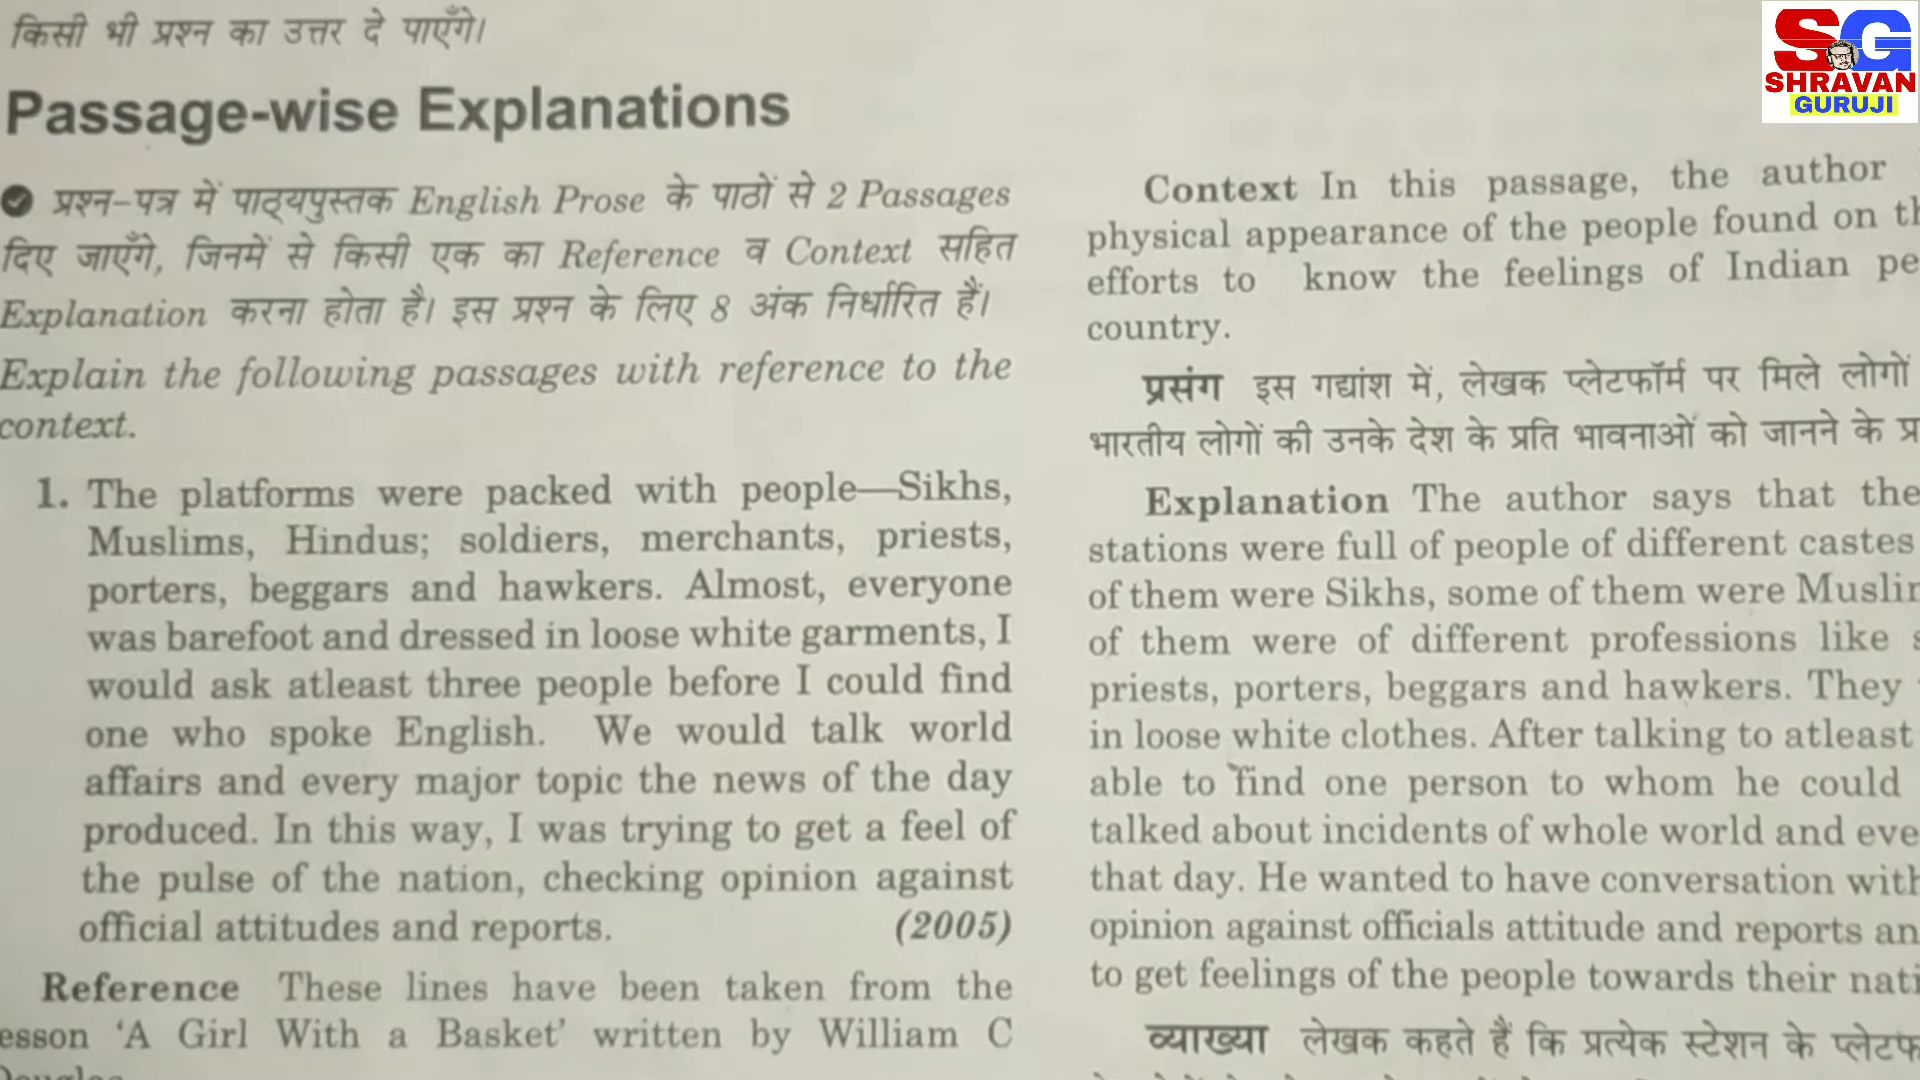 किसी भी प्रश्न का उत्तर दे पाएँगे।
Passage-wise Explanations
प्रश्न-पत्र में पाठ्यपुस्तक English Prose के पाठों से 2 Passages
दिए जाएँगे, जिनमें से किसी एक का Reference व Context सहित
Explanation करना होता है। इस प्रश्न के लिए 8 अंक निर्धारित हैं।
Explain the following passages with reference to the
context.
1. The platforms were packed with people—Sikhs,
Muslims, Hindus; soldiers, merchants, priests,
porters, beggars and hawkers. Almost, everyone
was barefoot and dressed in loose white garments, I
would ask atleast three people before I could find
one who spoke English. We would talk world
affairs and every major topic the news of the day
produced. In this way, I was trying to get a feel of
the pulse of the nation, checking opinion against
official attitudes and reports. (2005)
Reference These lines have been taken from the
esson ‘A Girl With a Basket’ written by William C
SG
SHRAVAN
GURUJI
Context In this passage, the author
physical appearance of the people found on
efforts to know the feelings of Indian
country.
प्रसंग इस गद्यांश में, लेखक प्लेटफॉर्म पर मिले लोगों
भारतीय लोगों की उनके देश के प्रति भावनाओं को जानने के
Explanation The author says that the
stations were full of people of different castes
of them were Sikhs, some of them were
of them were of different professions like
priests, porters, beggars and hawkers. They
in loose white clothes. After talking to atleast
able to find one person to whom he could
talked about incidents of whole world and
that day. He wanted to have conversation
opinion against officials attitude and reports
to get feelings of the people towards their
व्याख्या लेखक कहते हैं कि प्रत्येक स्टेशन के